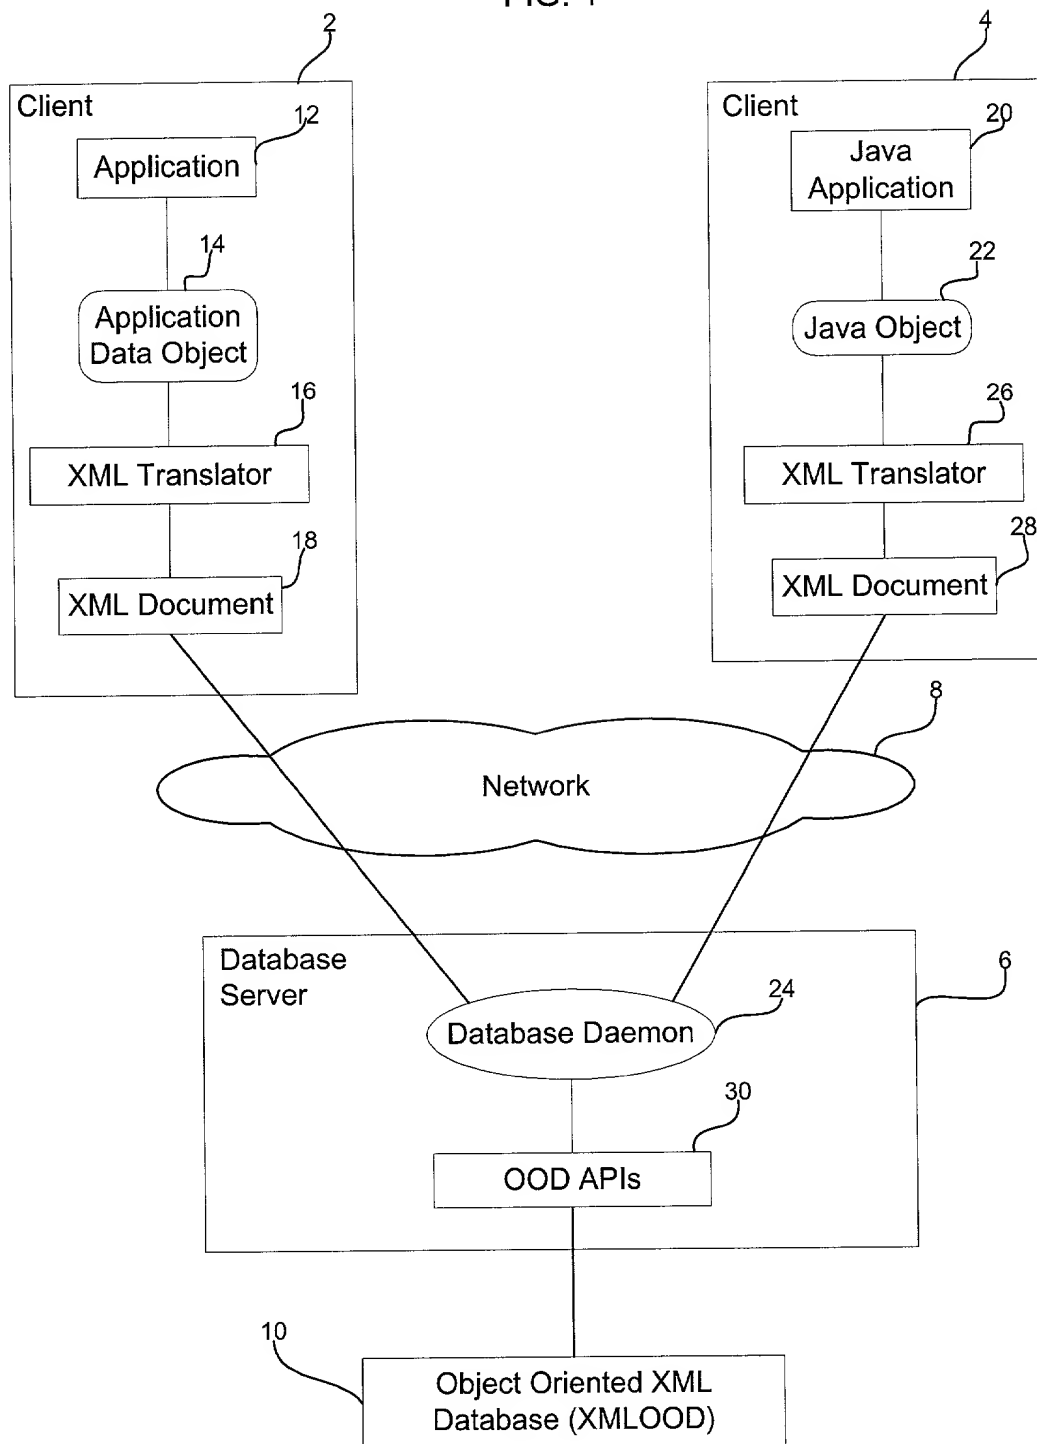 2
4
Client
12
Application
14
Application
Data Object
16
XML Translator
18
XML Document
Client
20
Java
Application
22
Java Object
26
XML Translator
28
XML Document
8
Network
Database
Server
6
24
Database Daemon
30
OOD APIs
10
Object Oriented XML
Database (XMLOOD)